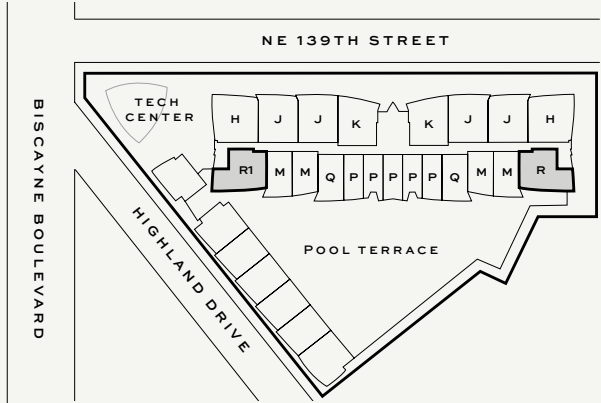 NE 139TH STREET
BISCAYNE BOULEVARD
TECH
CENTER
H J J K K J J H
R1 M M Q P P P P P Q M M R
POOL TERRACE
HIGHLAND DRIVE